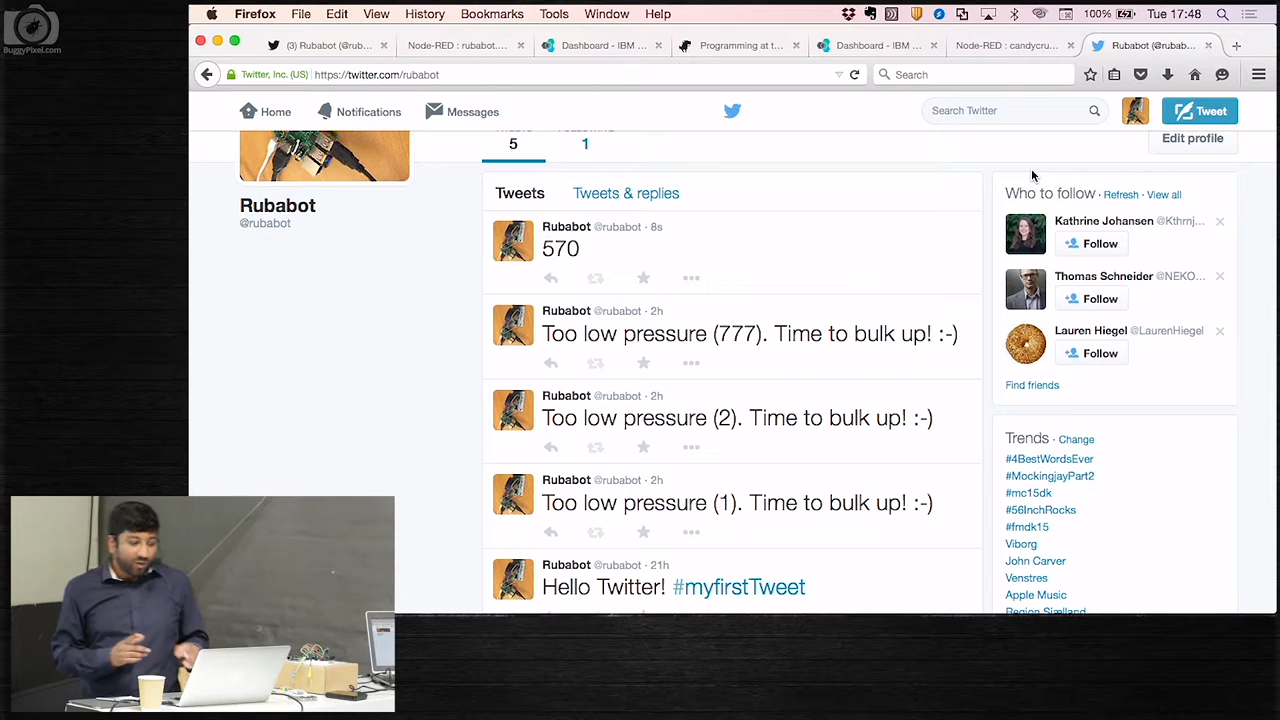 BuggyPixel.com
Firefox File Edit View History Bookmarks Tools Window Help
100% Tue 17:48
(3) Rubabot (@rub... × Node-RED: rubabot... × Dashboard - IBM ... × Programming at t... × Dashboard - IBM ... × Node-RED : candycru... × Rubabot (@rubab... × +
Twitter, Inc. (US) https://twitter.com/rubabot
Search
Home Notifications Messages
Search Twitter
Tweet
5
1
Edit profile
Rubabot
@rubabot
Tweets Tweets & replies
Rubabot @rubabot · 8s
570
Rubabot @rubabot · 2h
Too low pressure (777). Time to bulk up! :-)
Rubabot @rubabot · 2h
Too low pressure (2). Time to bulk up! :-)
Rubabot @rubabot · 2h
Too low pressure (1). Time to bulk up! :-)
Rubabot @rubabot · 21h
Hello Twitter! #myfirstTweet
Who to follow · Refresh · View all
Kathrine Johansen @Kthrnj...
Follow
Thomas Schneider @NEKO...
Follow
Lauren Hiegel @LaurenHiegel
Follow
Find friends
Trends · Change
#4BestWordsEver
#MockingjayPart2
#mc15dk
#56InchRocks
#fmdk15
Viborg
John Carver
Venstres
Apple Music
Region Sjælland